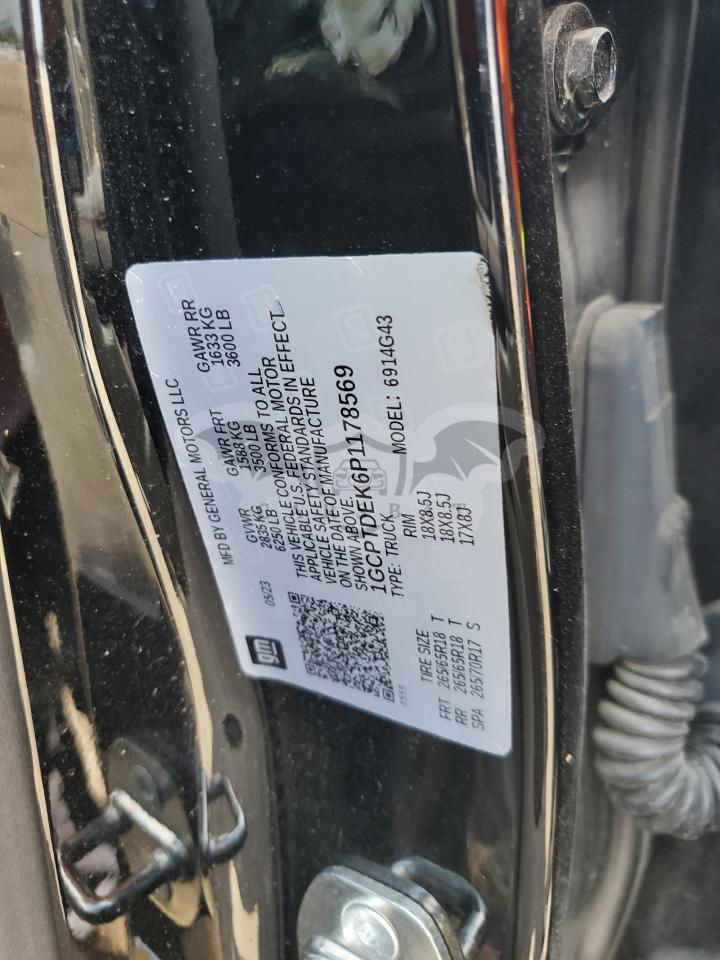 gm
MFD BY GENERAL MOTORS LLC
05/23 GVWR GAWR FRT GAWR RR
2835 KG 1588 KG 1633 KG
6250 LB 3500 LB 3600 LB
THIS VEHICLE CONFORMS TO ALL
APPLICABLE U.S. FEDERAL MOTOR
VEHICLE SAFETY STANDARDS IN EFFECT
ON THE DATE OF MANUFACTURE
SHOWN ABOVE.
1GCPTDEK6P1178569
TYPE: TRUCK MODEL: 6914G43
6555
TIRE SIZE RIM
FRT 265/65R18 T 18X8.5J
RR 265/65R18 T 18X8.5J
SPA 265/70R17 S 17X8J